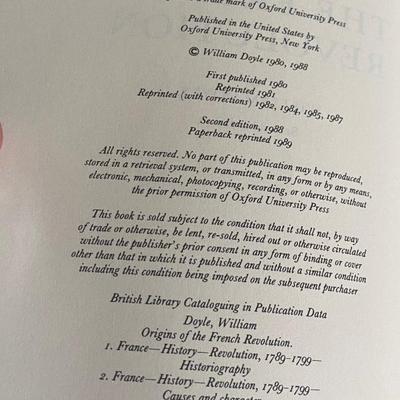 trade mark of Oxford University Press
Published in the United States by
Oxford University Press, New York
© William Doyle 1980, 1988
First published 1980
Reprinted 1981
Reprinted (with corrections) 1982, 1984, 1985, 1987
Second edition, 1988
Paperback reprinted 1989
All rights reserved. No part of this publication may be reproduced,
stored in a retrieval system, or transmitted, in any form or by any means,
electronic, mechanical, photocopying, recording, or otherwise, without
the prior permission of Oxford University Press
This book is sold subject to the condition that it shall not, by way
of trade or otherwise, be lent, re-sold, hired out or otherwise circulated
without the publisher's prior consent in any form of binding or cover
other than that in which it is published and without a similar condition
including this condition being imposed on the subsequent purchaser
British Library Cataloguing in Publication Data
Doyle, William
Origins of the French Revolution.
1. France—History—Revolution, 1789-1799—
Historiography
2. France—History—Revolution, 1789-1799—
Causes and character